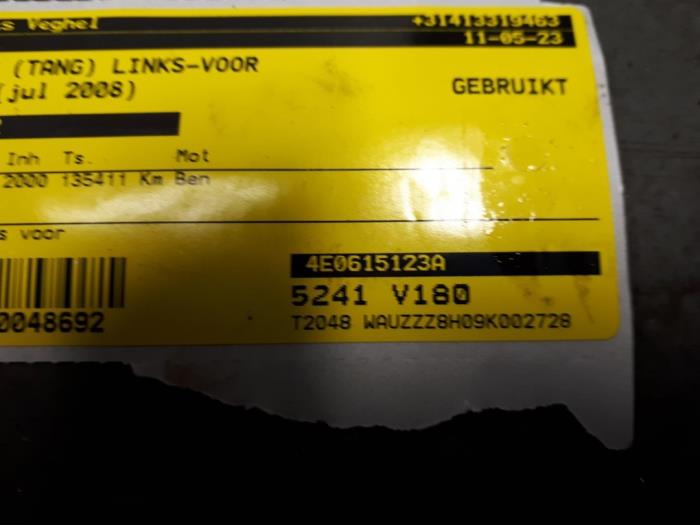 s Veghel +31413319463
11-05-23
(TANG) LINKS-VOOR
(jul 2008) GEBRUIKT
Inh Ts. Mot
2000 135411 Km Ben
s voor
4E0615123A
5241 V180
0048692 T2048 WAUZZZ8H09K002728